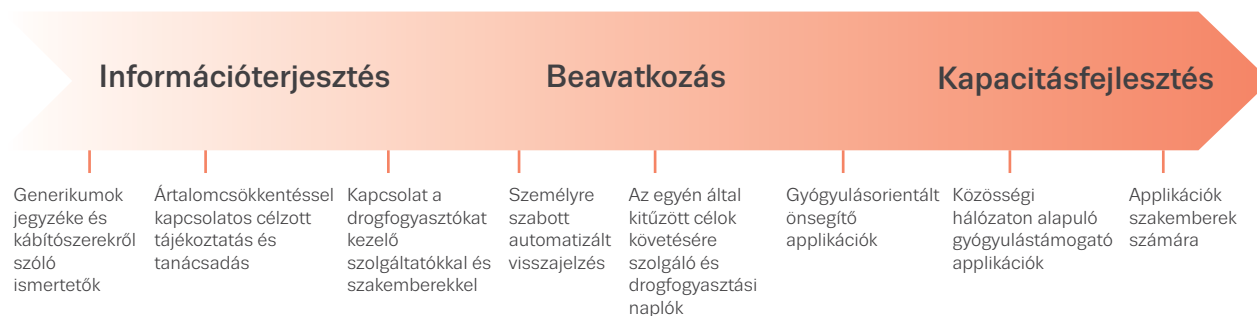 Információterjesztés
Beavatkozás
Kapacitásfejlesztés
Generikumok
jegyzéke és
kábítószerekről
szóló
ismertetők
Ártalomcsökkentéssel
kapcsolatos célzott
tájékoztatás és
tanácsadás
Kapcsolat a
drogfogyasztókat
kezelő
szolgáltatókkal és
szakemberekkel
Személyre
szabott
automatizált
visszajelzés
Az egyén által
kitűzött célok
követésére
szolgáló és
drogfogyasztási
naplók
Gyógyulásorientált
önsegítő
applikációk
Közösségi
hálózaton alapuló
gyógyulástámogató
applikációk
Applikációk
szakemberek
számára